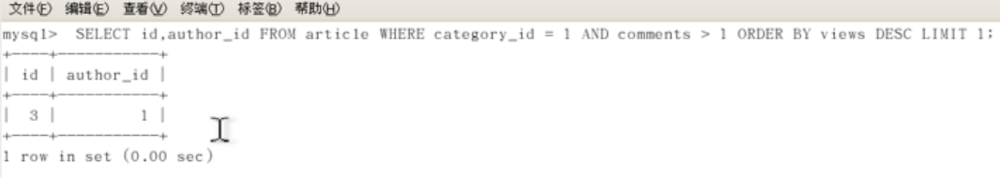 文件(F) 编辑(E) 查看(V) 终端(T) 标签(B) 帮助(H)
mysql>  SELECT id,author_id FROM article WHERE category_id = 1 AND comments > 1 ORDER BY views DESC LIMIT 1;
+----+-----------+
| id | author_id |
+----+-----------+
|  3 |         1 |
+----+-----------+
1 row in set (0.00 sec)